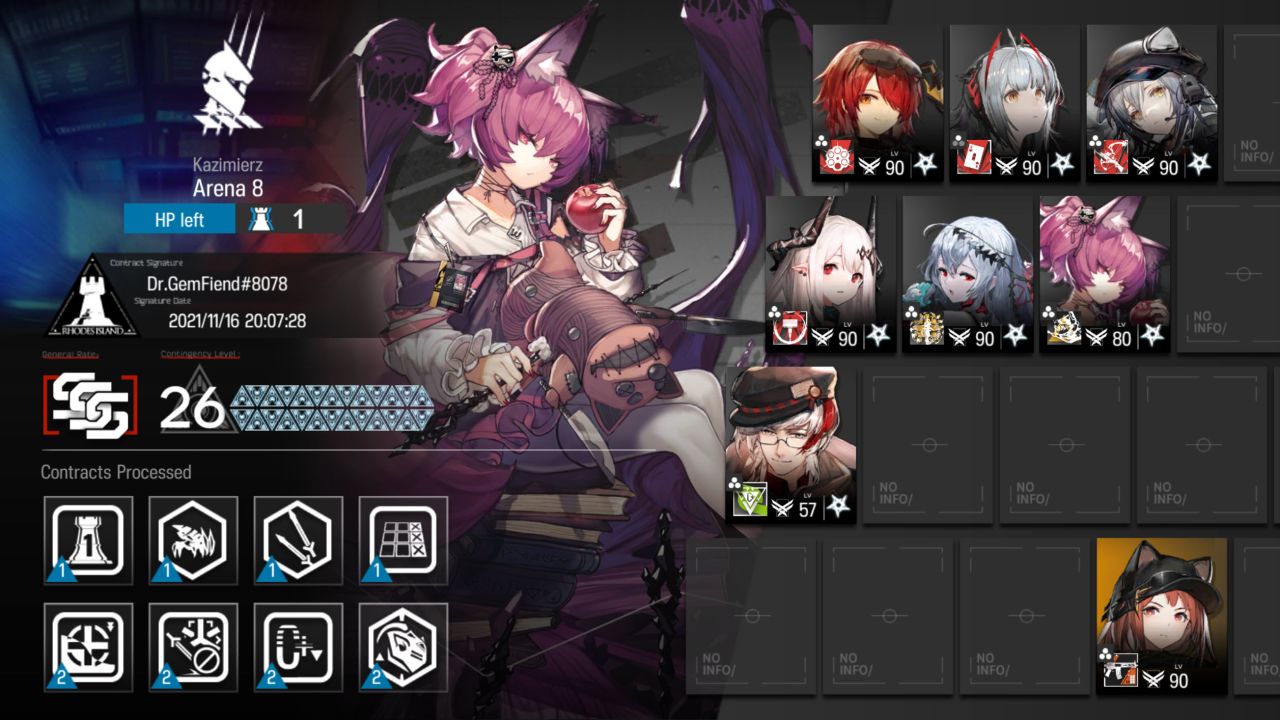 Kazimierz
Arena 8
HP left
1
Contract Signature
Dr.GemFiend#8078
Signature Date
2021/11/16 20:07:28
RHODES ISLAND
General Rate:
Contingency Level:
26
Contracts Processed
1
1
1
1
1
2
2
2
2
LV
90
LV
90
LV
90
NO
INFO/
LV
90
LV
90
LV
80
NO
INFO/
LV
57
NO
INFO/
NO
INFO/
NO
INFO/
NO
INFO/
NO
INFO/
NO
INFO/
LV
90
NO
INFO